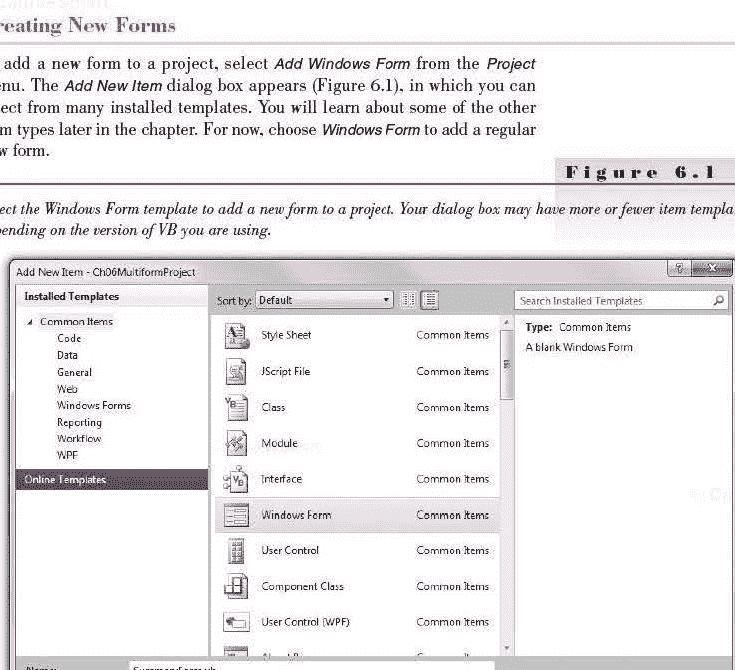 reating New Forms
add a new form to a project, select Add Windows Form from the Project
enu. The Add New Item dialog box appears (Figure 6.1), in which you can
ect from many installed templates. You will learn about some of the other
m types later in the chapter. For now, choose Windows Form to add a regular
w form.
Figure 6.1
ect the Windows Form template to add a new form to a project. Your dialog box may have more or fewer item templa
pending on the version of VB you are using.
Add New Item - Ch06MultiformProject
Installed Templates
Sort by: Default
Search Installed Templates
Common Items
Code
Data
General
Web
Windows Forms
Reporting
Workflow
WPF
Online Templates
Style Sheet Common Items
JScript File Common Items
Class Common Items
Module Common Items
Interface Common Items
Windows Form Common Items
User Control Common Items
Component Class Common Items
User Control (WPF) Common Items
Type: Common Items
A blank Windows Form